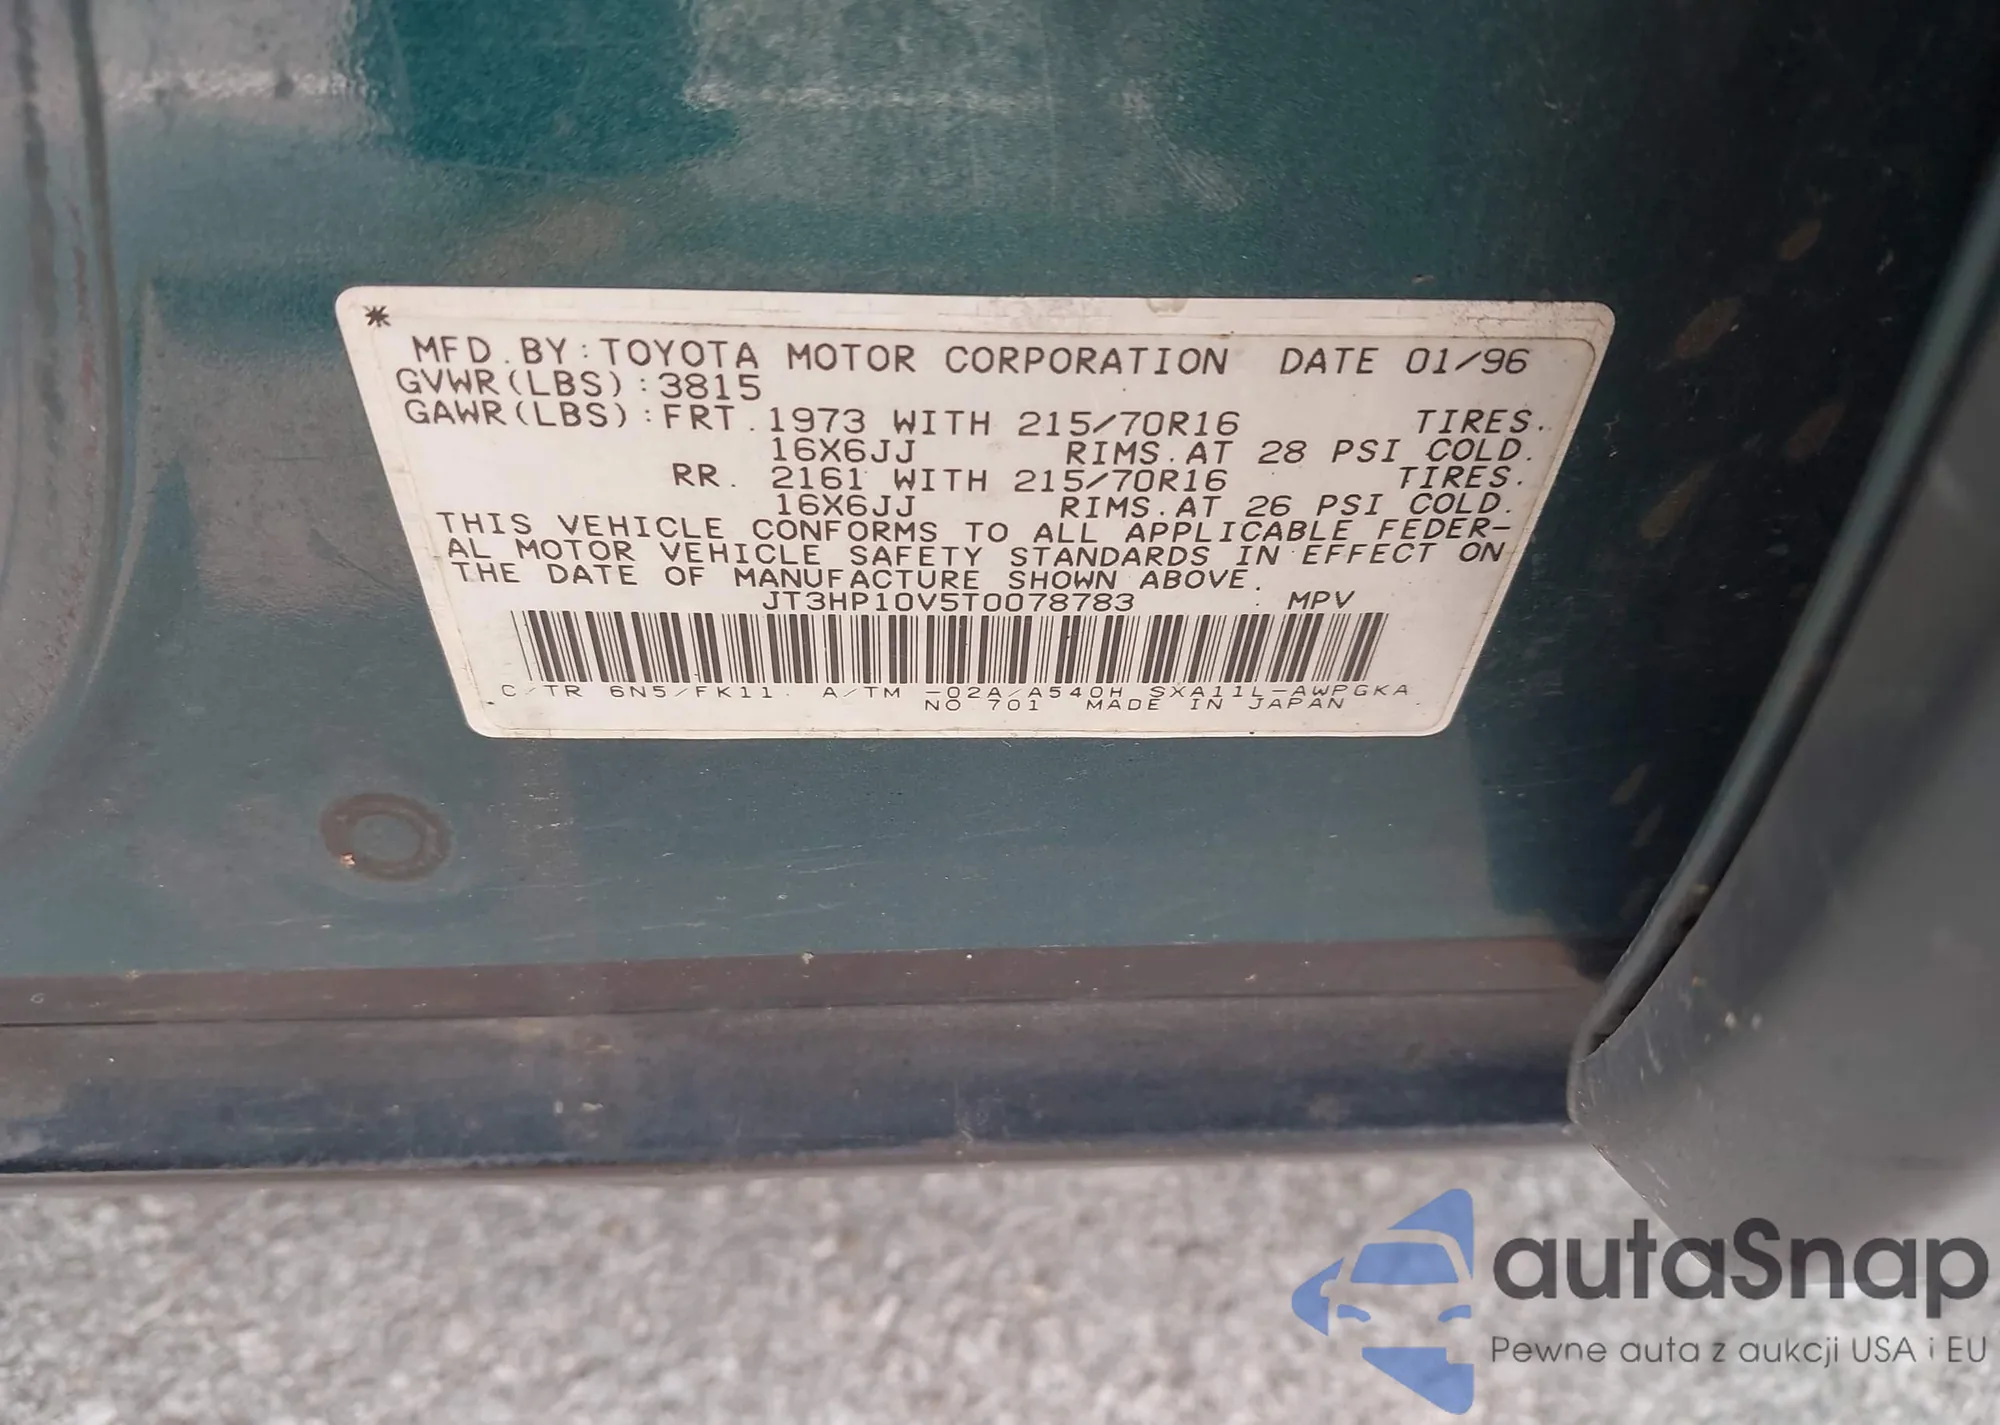 MFD.BY:TOYOTA MOTOR CORPORATION DATE 01/96
GVWR(LBS):3815
GAWR(LBS):FRT.1973 WITH 215/70R16 TIRES.
16X6JJ RIMS.AT 28 PSI COLD.
RR. 2161 WITH 215/70R16 TIRES.
16X6JJ RIMS.AT 26 PSI COLD.
THIS VEHICLE CONFORMS TO ALL APPLICABLE FEDER-
AL MOTOR VEHICLE SAFETY STANDARDS IN EFFECT ON
THE DATE OF MANUFACTURE SHOWN ABOVE.
JT3HP10V5T0078783 MPV
C/TR 6N5/FK11 A/TM -02A/A540H SXA11L-AWPGKA
NO 701 MADE IN JAPAN
autaSnap
Pewne auta z aukcji USA i EU